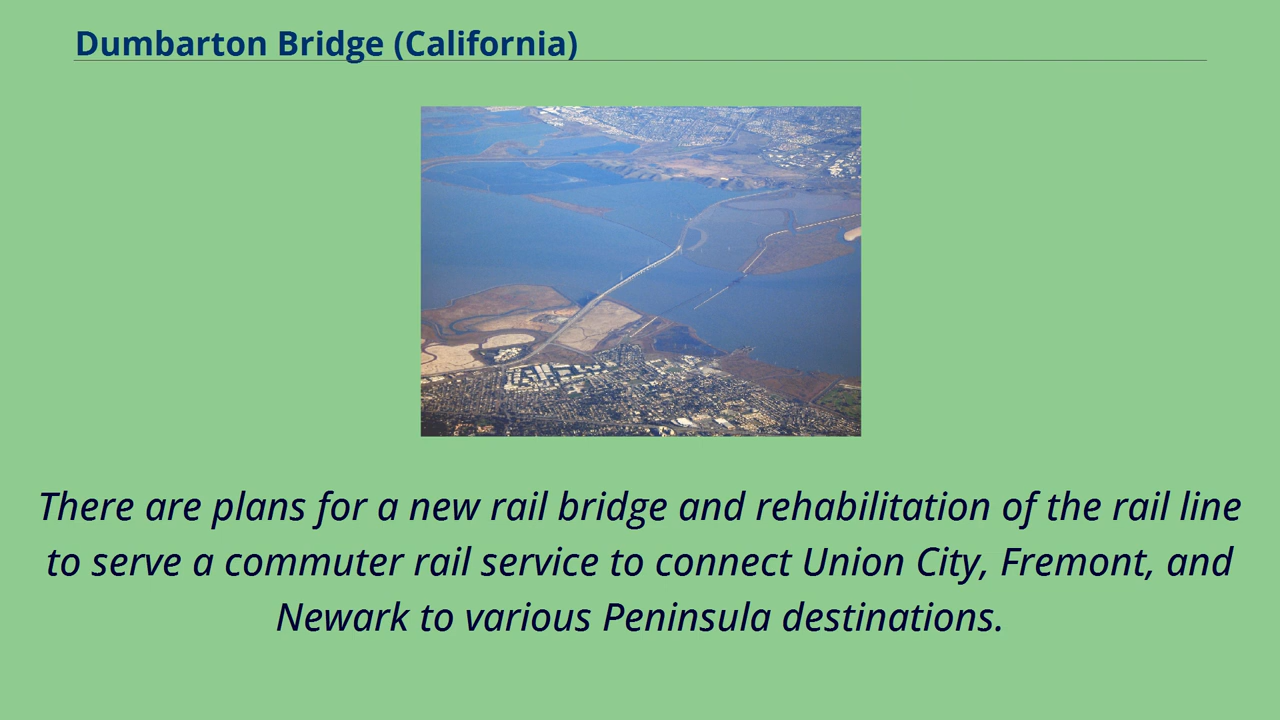 Dumbarton Bridge (California)
There are plans for a new rail bridge and rehabilitation of the rail line
to serve a commuter rail service to connect Union City, Fremont, and
Newark to various Peninsula destinations.